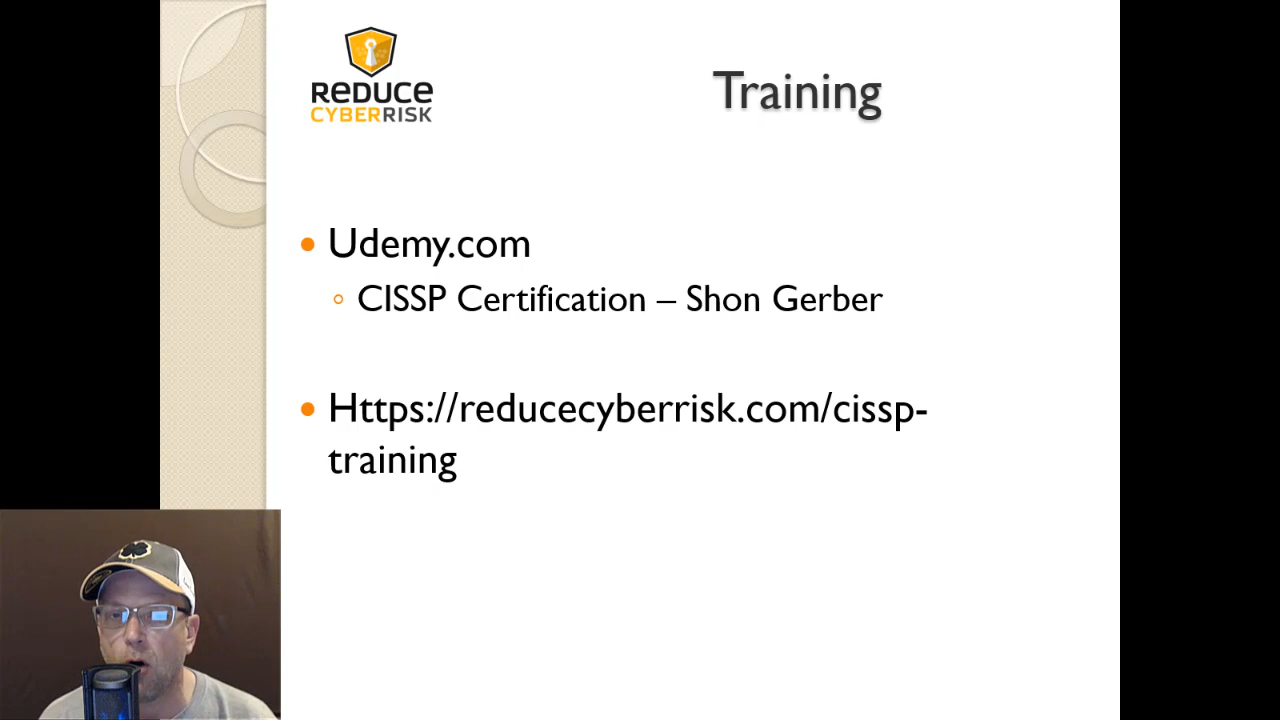 REDUCE
CYBERRISK
Training
Udemy.com
CISSP Certification – Shon Gerber
Https://reducecyberrisk.com/cissp-
training